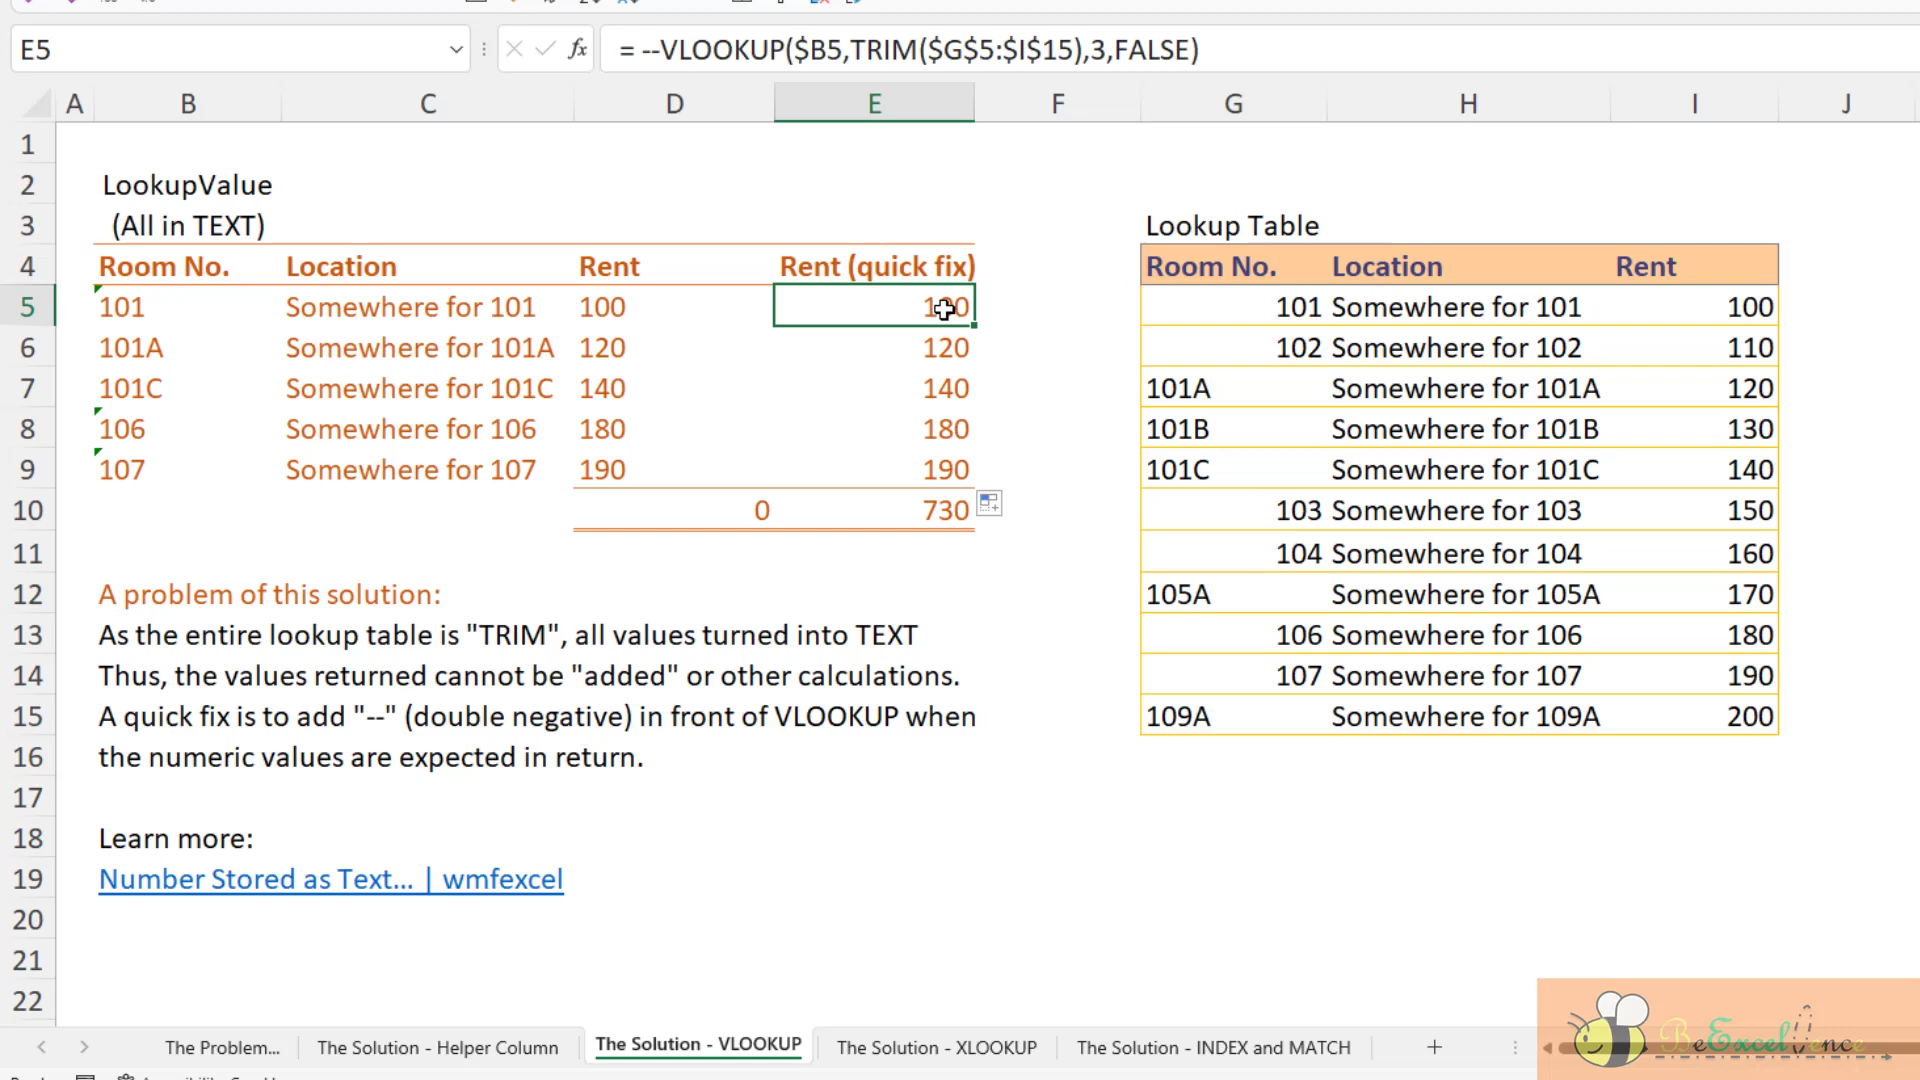 E5
fx
= --VLOOKUP($B5,TRIM($G$5:$I$15),3,FALSE)
A B C D E F G H I J
1
2 LookupValue
3 (All in TEXT) Lookup Table
4 Room No. Location Rent Rent (quick fix) Room No. Location Rent
5 101 Somewhere for 101 100 101 Somewhere for 101 100
6 101A Somewhere for 101A 120 120 102 Somewhere for 102 110
7 101C Somewhere for 101C 140 140 101A Somewhere for 101A 120
8 106 Somewhere for 106 180 180 101B Somewhere for 101B 130
9 107 Somewhere for 107 190 190 101C Somewhere for 101C 140
10 0 730 103 Somewhere for 103 150
11 104 Somewhere for 104 160
12 A problem of this solution: 105A Somewhere for 105A 170
13 As the entire lookup table is "TRIM", all values turned into TEXT 106 Somewhere for 106 180
14 Thus, the values returned cannot be "added" or other calculations. 107 Somewhere for 107 190
15 A quick fix is to add "--" (double negative) in front of VLOOKUP when 109A Somewhere for 109A 200
16 the numeric values are expected in return.
17
18 Learn more:
19 Number Stored as Text... | wmfexcel
20
21
22
The Problem... The Solution - Helper Column The Solution - VLOOKUP The Solution - XLOOKUP The Solution - INDEX and MATCH